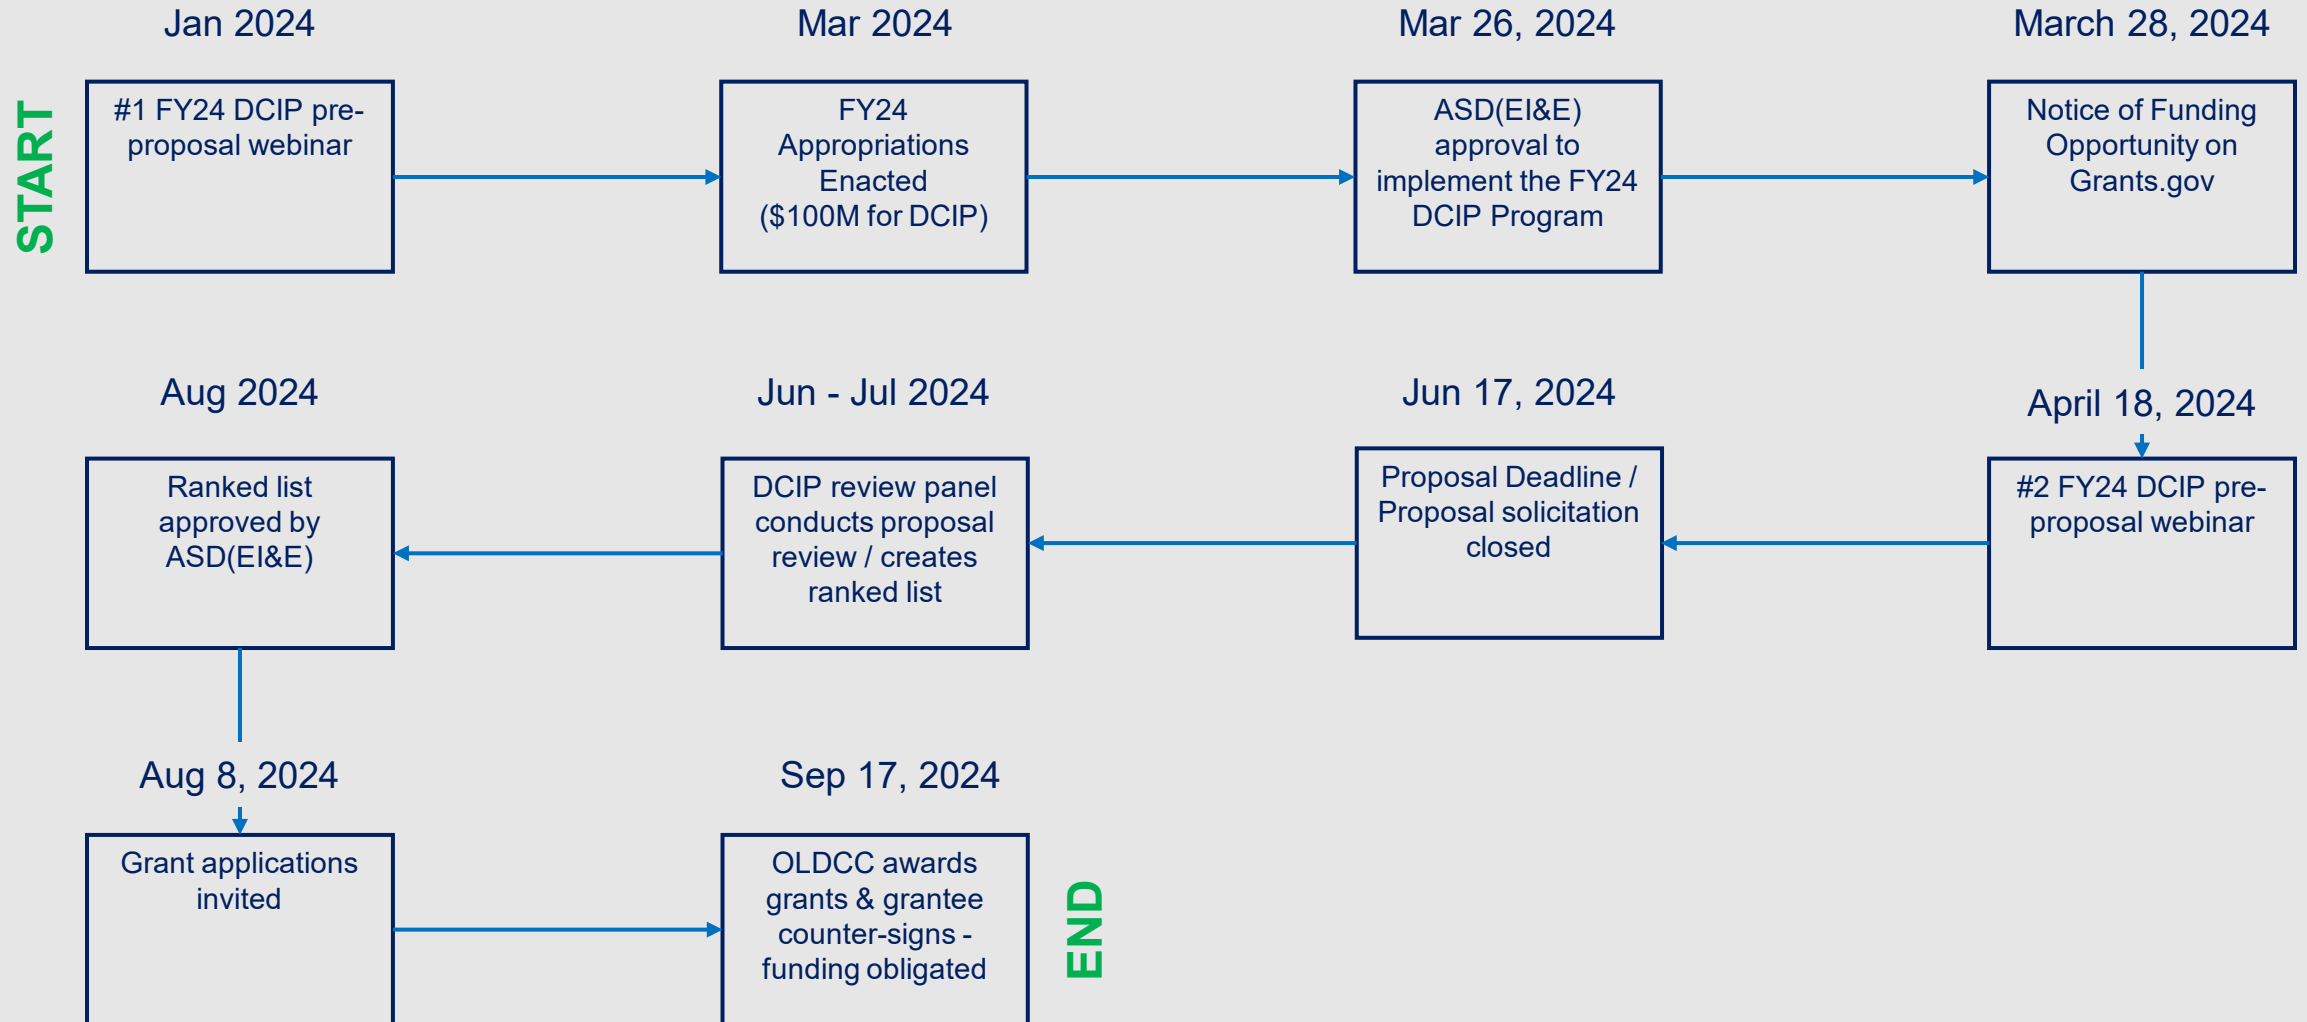 START
Jan 2024
#1 FY24 DCIP pre-
proposal webinar
Mar 2024
FY24
Appropriations
Enacted
($100M for DCIP)
Mar 26, 2024
ASD(EI&E)
approval to
implement the FY24
DCIP Program
March 28, 2024
Notice of Funding
Opportunity on
Grants.gov
April 18, 2024
#2 FY24 DCIP pre-
proposal webinar
Jun 17, 2024
Proposal Deadline /
Proposal solicitation
closed
Jun - Jul 2024
DCIP review panel
conducts proposal
review / creates
ranked list
Aug 2024
Ranked list
approved by
ASD(EI&E)
Aug 8, 2024
Grant applications
invited
Sep 17, 2024
OLDCC awards
grants & grantee
counter-signs -
funding obligated
END